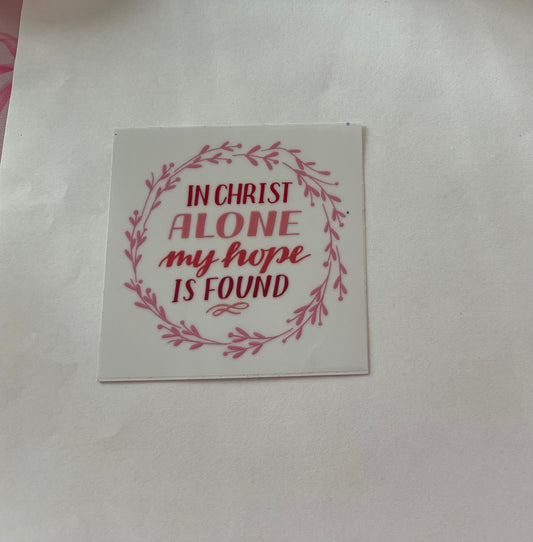 IN CHRIST
ALONE
my hope
IS FOUND